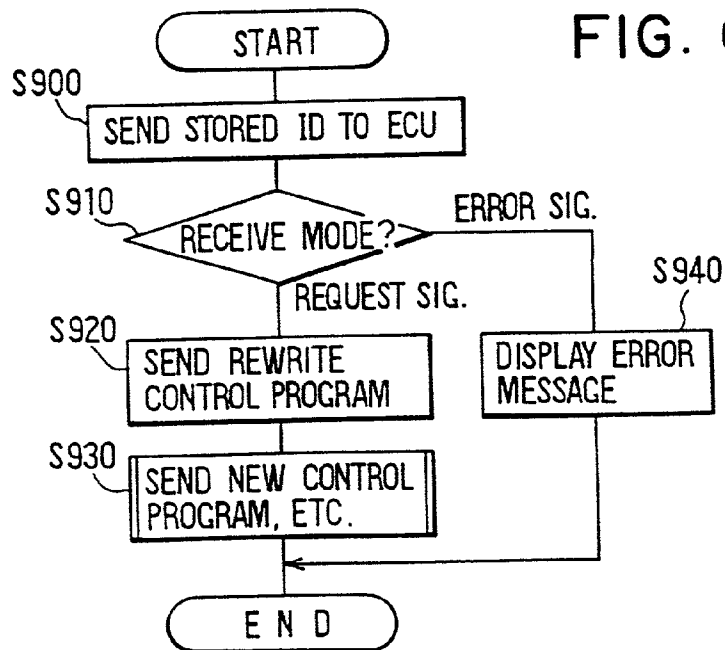 START
FIG.
S900
SEND STORED ID TO ECU
S910
RECEIVE MODE?
ERROR SIG.
REQUEST SIG.
S940
S920
SEND REWRITE
CONTROL PROGRAM
DISPLAY ERROR
MESSAGE
S930
SEND NEW CONTROL
PROGRAM, ETC.
END